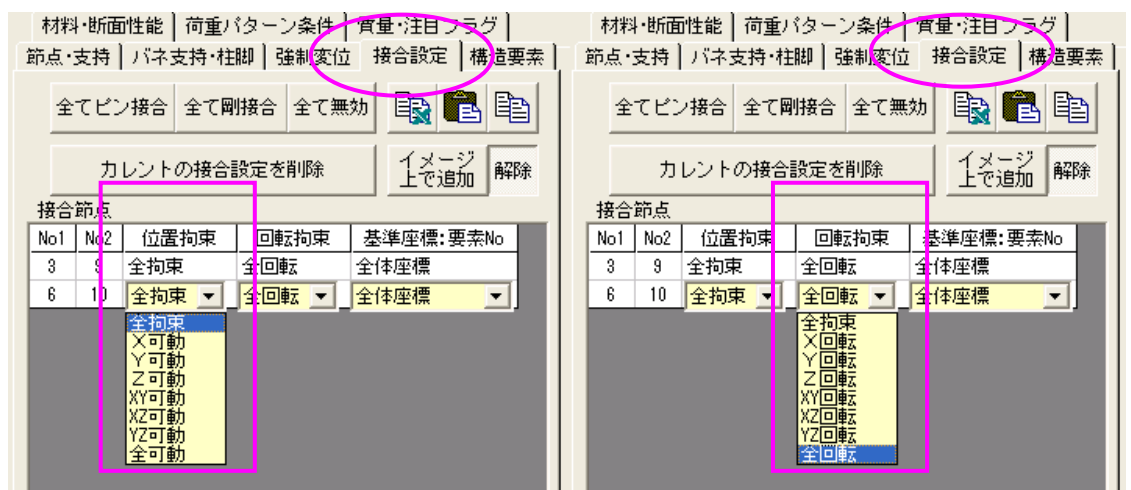 材料・断面性能 荷重パターン条件 質量・注目フラグ
節点・支持 バネ支持・柱脚 強制変位 接合設定 構造要素
全てピン接合 全て剛接合 全て無効
カレントの接合設定を削除 イメージ上で追加 解除
接合節点
No1 No2 位置拘束 回転拘束 基準座標:要素No
3 9 全拘束 全回転 全体座標
6 10 全拘束 全回転 全体座標
全拘束
X可動
Y可動
Z可動
XY可動
XZ可動
YZ可動
全可動
材料・断面性能 荷重パターン条件 質量・注目フラグ
節点・支持 バネ支持・柱脚 強制変位 接合設定 構造要素
全てピン接合 全て剛接合 全て無効
カレントの接合設定を削除 イメージ上で追加 解除
接合節点
No1 No2 位置拘束 回転拘束 基準座標:要素No
3 9 全拘束 全回転 全体座標
6 10 全拘束 全回転 全体座標
全拘束
X回転
Y回転
Z回転
XY回転
XZ回転
YZ回転
全回転